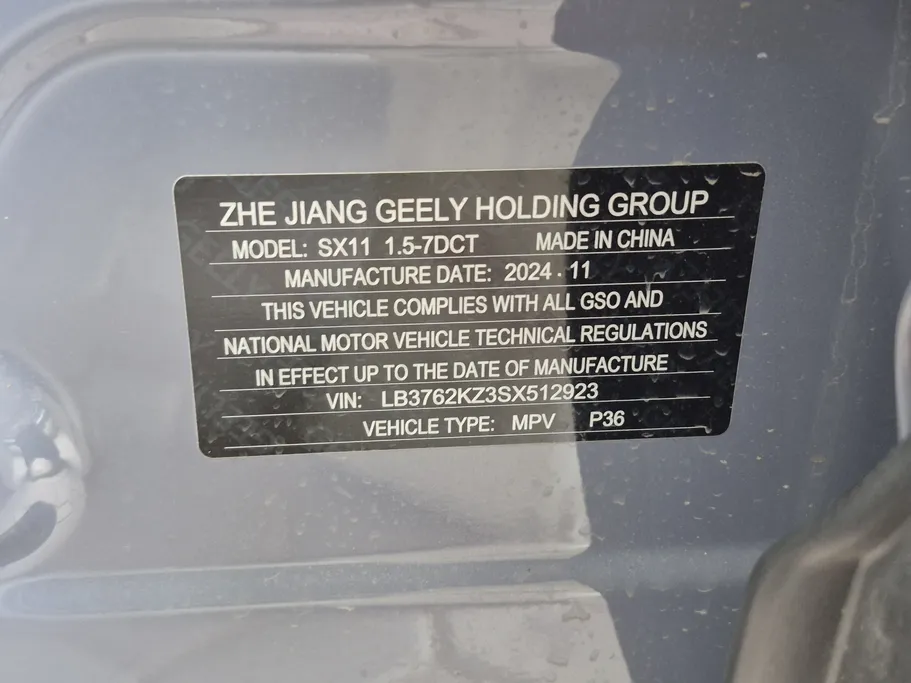 ZHE JIANG GEELY HOLDING GROUP
MODEL: SX11 1.5-7DCT MADE IN CHINA
MANUFACTURE DATE: 2024.11
THIS VEHICLE COMPLIES WITH ALL GSO AND
NATIONAL MOTOR VEHICLE TECHNICAL REGULATIONS
IN EFFECT UP TO THE DATE OF MANUFACTURE
VIN: LB3762KZ3SX512923
VEHICLE TYPE: MPV P36